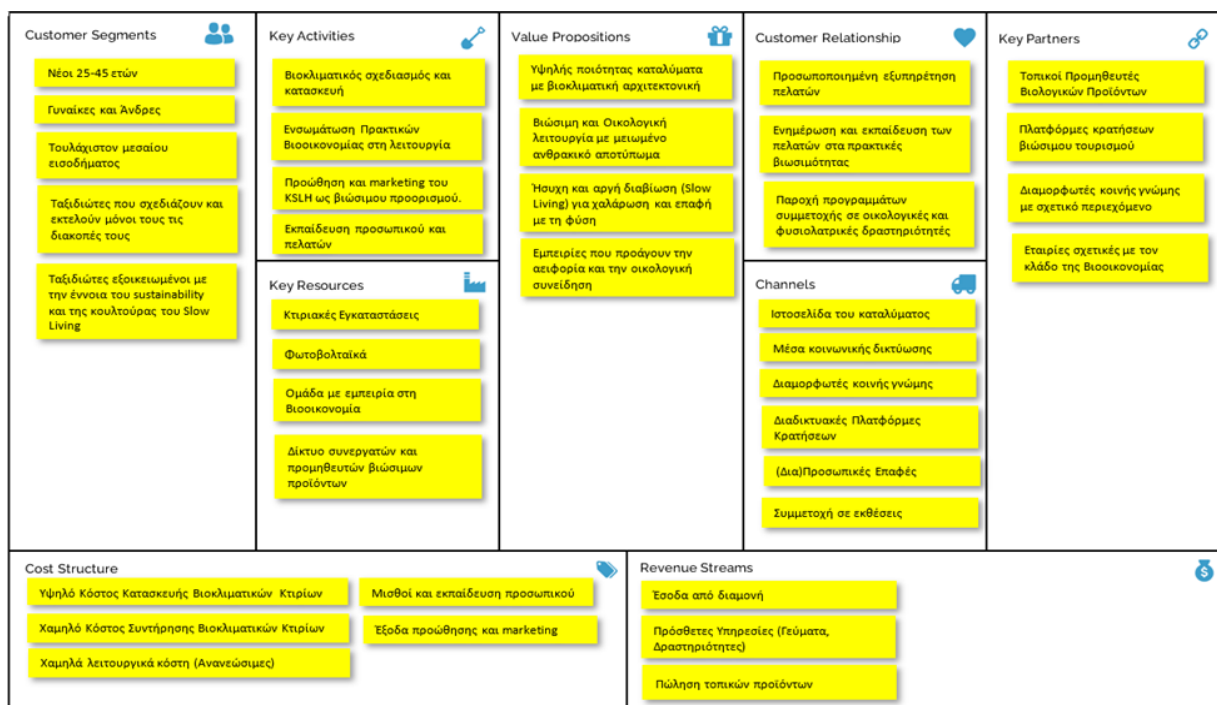 Customer Segments
Νέοι 25-45 ετών
Γυναίκες και Άνδρες
Τουλάχιστον μεσαίου
εισοδήματος
Ταξιδιώτες που σχεδιάζουν και
εκτελούν μόνοι τους τις
διακοπές τους
Ταξιδιώτες εξοικειωμένοι με
την έννοια του sustainability
και της κουλτούρας του Slow
Living
Key Activities
Βιοκλιματικός σχεδιασμός και
κατασκευή
Ενσωμάτωση Πρακτικών
Βιοοικονομίας στη λειτουργία
Προώθηση και marketing του
KSLH ως βιώσιμου προορισμού.
Εκπαίδευση προσωπικού και
πελατών
Key Resources
Κτιριακές Εγκαταστάσεις
Φωτοβολταϊκά
Ομάδα με εμπειρία στη
Βιοοικονομία
Δίκτυο συνεργατών και
προμηθευτών βιώσιμων
προϊόντων
Value Propositions
Υψηλής ποιότητας καταλύματα
με βιοκλιματική αρχιτεκτονική
Βιώσιμη και Οικολογική
λειτουργία με μειωμένο
ανθρακικό αποτύπωμα
Ήσυχη και αργή διαβίωση (Slow
Living) για χαλάρωση και επαφή
με τη φύση
Εμπειρίες που προάγουν την
αειφορία και την οικολογική
συνείδηση
Customer Relationship
Προσωποποιημένη εξυπηρέτηση
πελατών
Ενημέρωση και εκπαίδευση των
πελατών στα πρακτικές
βιωσιμότητας
Παροχή προγραμμάτων
συμμετοχής σε οικολογικές και
φυσιολατρικές δραστηριότητές
Channels
Ιστοσελίδα του καταλύματος
Μέσα κοινωνικής δικτύωσης
Διαμορφωτές κοινής γνώμης
Διαδικτυακές Πλατφόρμες
Κρατήσεων
(Δια)Προσωπικές Επαφές
Συμμετοχή σε εκθέσεις
Key Partners
Τοπικοί Προμηθευτές
Βιολογικών Προϊόντων
Πλατφόρμες κρατήσεων
βιώσιμου τουρισμού
Διαμορφωτές κοινής γνώμης
με σχετικό περιεχόμενο
Εταιρίες σχετικές με τον
κλάδο της Βιοοικονομίας
Cost Structure
Υψηλό Κόστος Κατασκευής Βιοκλιματικών Κτιρίων
Χαμηλό Κόστος Συντήρησης Βιοκλιματικών Κτιρίων
Χαμηλά λειτουργικά κόστη (Ανανεώσιμες)
Μισθοί και εκπαίδευση προσωπικού
Έξοδα προώθησης και marketing
Revenue Streams
Έσοδα από διαμονή
Πρόσθετες Υπηρεσίες (Γεύματα,
Δραστηριότητες)
Πώληση τοπικών προϊόντων